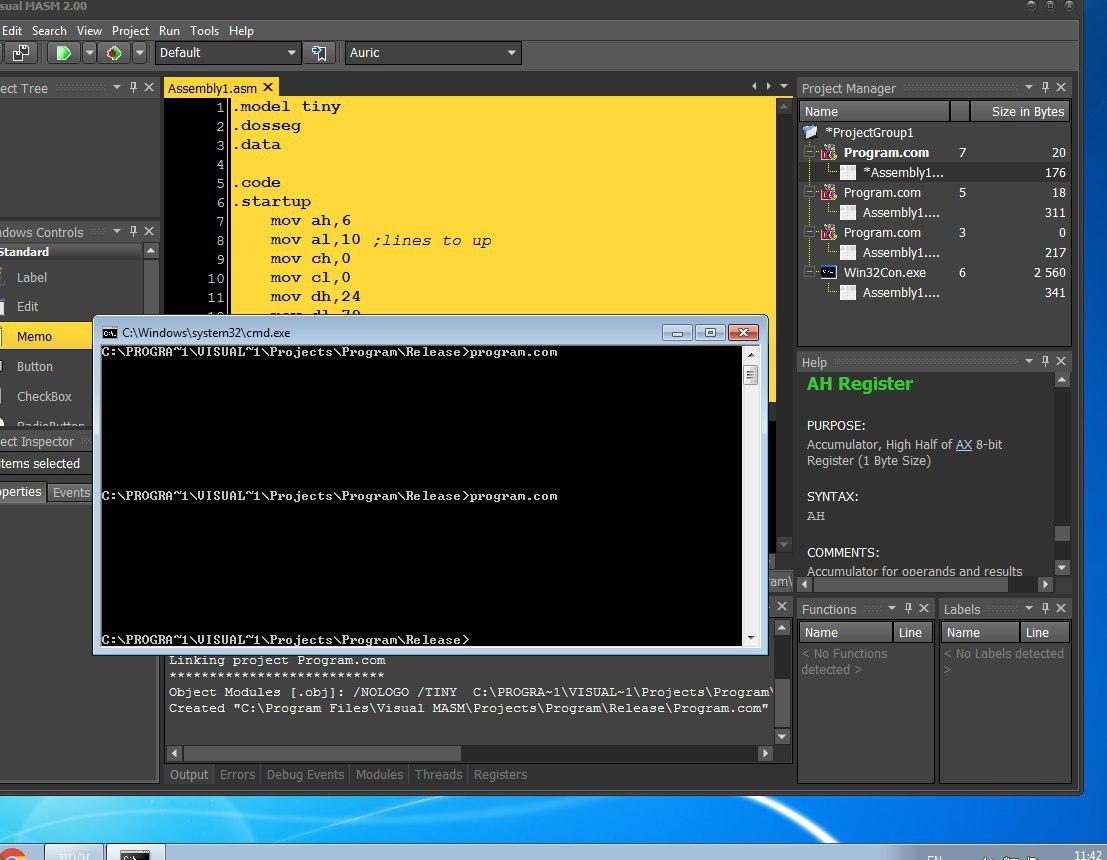 sual MASM 2.00
Edit Search View Project Run Tools Help
Default
Auric
ect Tree
Assembly1.asm
1 .model tiny
2 .dosseg
3 .data
4
5 .code
6 .startup
7 mov ah,6
8 mov al,10 ;lines to up
9 mov ch,0
10 mov cl,0
11 mov dh,24
ndows Controls
Standard
Label
Edit
Memo
Button
CheckBox
RadioButton
ect Inspector
items selected
operties Events
C:\Windows\system32\cmd.exe
C:\PROGRA~1\VISUAL~1\Projects\Program\Release>program.com
C:\PROGRA~1\VISUAL~1\Projects\Program\Release>program.com
C:\PROGRA~1\VISUAL~1\Projects\Program\Release>
Linking project Program.com
***************************
Object Modules [.obj]: /NOLOGO /TINY C:\PROGRA~1\VISUAL~1\Projects\Program\
Created "C:\Program Files\Visual MASM\Projects\Program\Release\Program.com"
Output Errors Debug Events Modules Threads Registers
Project Manager
Name Size in Bytes
*ProjectGroup1
Program.com 7 20
*Assembly1... 176
Program.com 5 18
Assembly1.... 311
Program.com 3 0
Assembly1.... 217
Win32Con.exe 6 2 560
Assembly1.... 341
Help
AH Register
PURPOSE:
Accumulator, High Half of AX 8-bit
Register (1 Byte Size)
SYNTAX:
AH
COMMENTS:
Accumulator for operands and results
ram\
Functions
Name Line
< No Functions
detected >
Labels
Name Line
< No Labels detected
>
EN
11:42